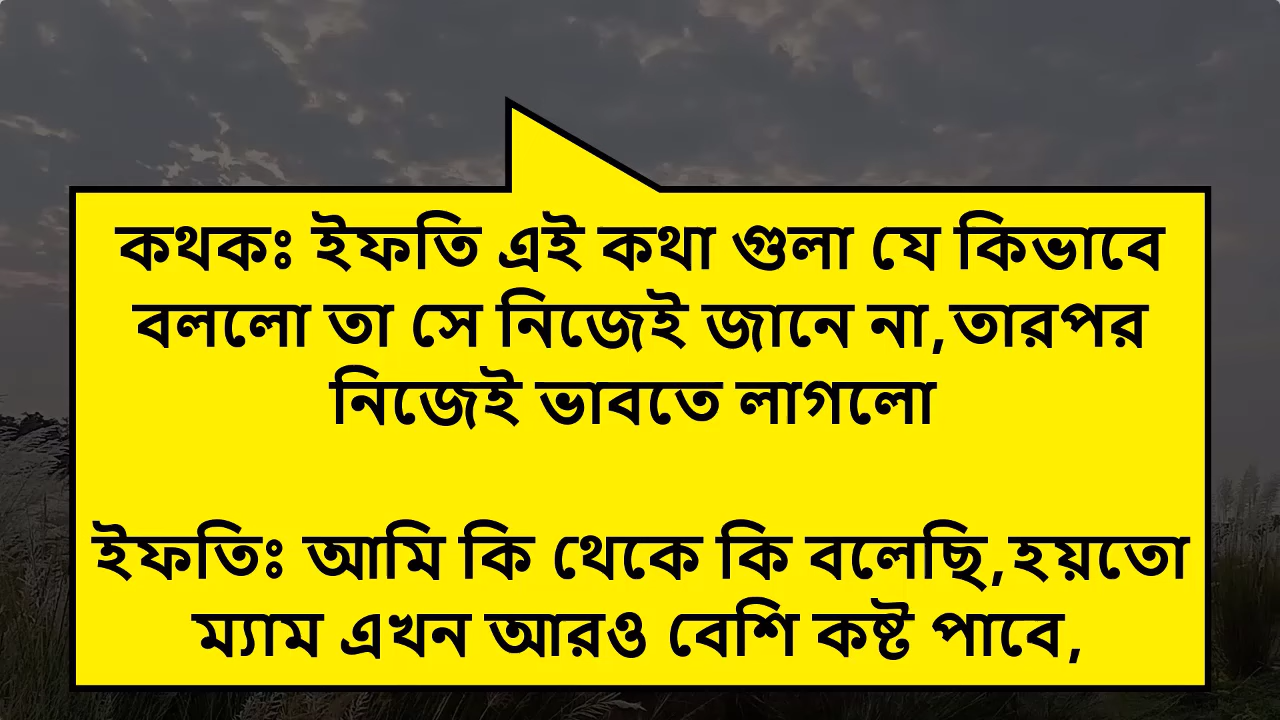 কথকঃ ইফতি এই কথা গুলা যে কিভাবে
বললো তা সে নিজেই জানে না,তারপর
নিজেই ভাবতে লাগলো
ইফতিঃ আমি কি থেকে কি বলেছি,হয়তো
ম্যাম এখন আরও বেশি কষ্ট পাবে,